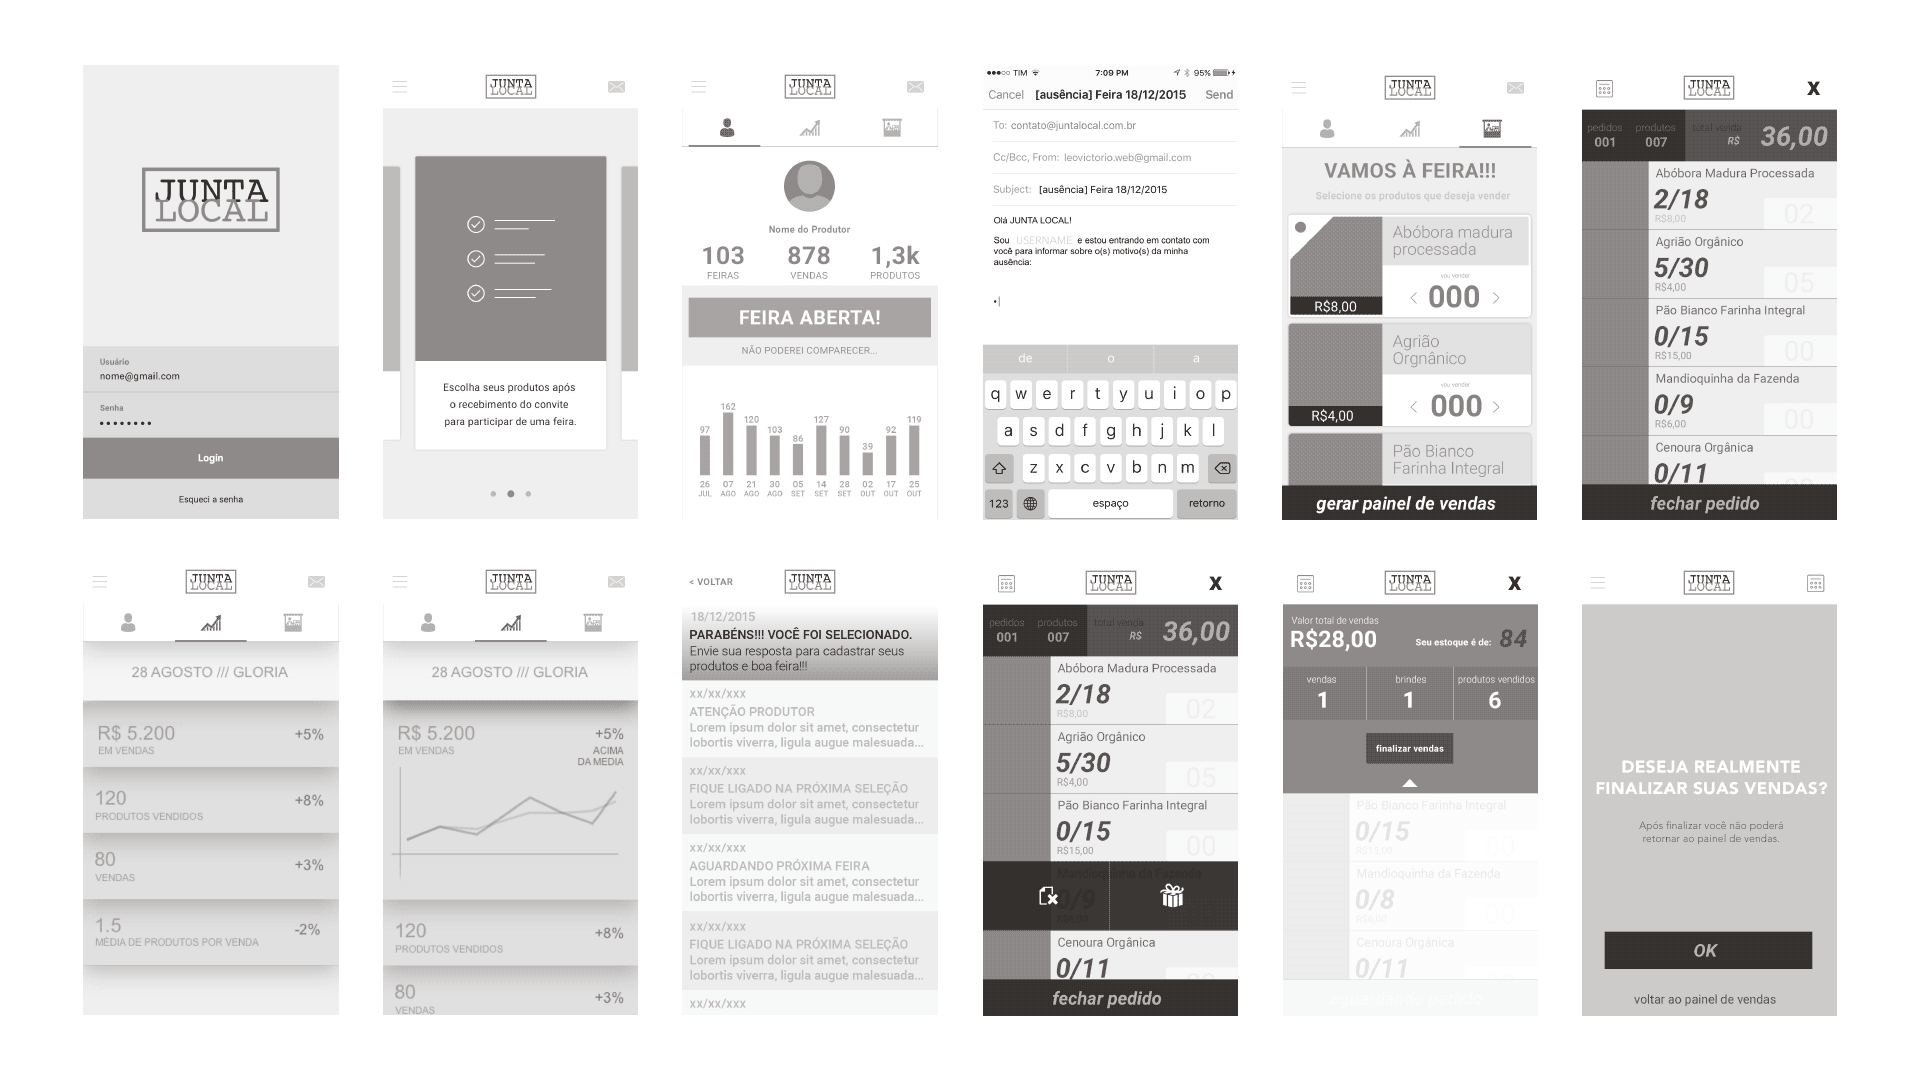 JUNTA
LOCAL
Usuário
nome@gmail.com
Senha
Login
Esqueci a senha
JUNTA
LOCAL
Escolha seus produtos após
o recebimento do convite
para participar de uma feira.
JUNTA
LOCAL
Nome do Produtor
103 878 1,3k
FEIRAS VENDAS PRODUTOS
FEIRA ABERTA!
NÃO PODEREI COMPARECER...
97 162 120 103 86 127 90 39 92 119
26 07 21 30 05 14 28 02 17 25
JUL AGO AGO AGO SET SET SET OUT OUT OUT
TIM 7:09 PM 95%
Cancel [ausência] Feira 18/12/2015 Send
To: contato@juntalocal.com.br
Cc/Bcc, From: leovictorio.web@gmail.com
Subject: [ausência] Feira 18/12/2015
Olá JUNTA LOCAL!
Sou USERNAME e estou entrando em contato com
você para informar sobre o(s) motivo(s) da minha
ausência:
•
de o a
q w e r t y u i o p
a s d f g h j k l
z x c v b n m
123 espaço retorno
JUNTA
LOCAL
VAMOS À FEIRA!!!
Selecione os produtos que deseja vender
Abóbora madura
processada
vou vender
< 000 >
R$8,00
Agrião
Orgnânico
vou vender
< 000 >
R$4,00
Pão Bianco
Farinha Integral
gerar painel de vendas
JUNTA
LOCAL
X
pedidos produtos total venda
001 007 R$ 36,00
Abóbora Madura Processada
2/18
R$8,00 02
Agrião Orgânico
5/30
R$4,00 05
Pão Bianco Farinha Integral
0/15
R$15,00 00
Mandioquinha da Fazenda
0/9
R$6,00 00
Cenoura Orgânica
0/11
fechar pedido
JUNTA
LOCAL
28 AGOSTO /// GLORIA
R$ 5.200 +5%
EM VENDAS
120 +8%
PRODUTOS VENDIDOS
80 +3%
VENDAS
1.5 -2%
MÉDIA DE PRODUTOS POR VENDA
JUNTA
LOCAL
28 AGOSTO /// GLORIA
R$ 5.200 +5%
EM VENDAS ACIMA
DA MEDIA
120 +8%
PRODUTOS VENDIDOS
80 +3%
VENDAS
< VOLTAR
JUNTA
LOCAL
18/12/2015
PARABÉNS!!! VOCÊ FOI SELECIONADO.
Envie sua resposta para cadastrar seus
produtos e boa feira!!!
xx/xx/xxx
ATENÇÃO PRODUTOR
Lorem ipsum dolor sit amet, consectetur
lobortis viverra, ligula augue malesuada...
xx/xx/xxx
FIQUE LIGADO NA PRÓXIMA SELEÇÃO
Lorem ipsum dolor sit amet, consectetur
lobortis viverra, ligula augue malesuada...
xx/xx/xxx
AGUARDANDO PRÓXIMA FEIRA
Lorem ipsum dolor sit amet, consectetur
lobortis viverra, ligula augue malesuada...
xx/xx/xxx
FIQUE LIGADO NA PRÓXIMA SELEÇÃO
Lorem ipsum dolor sit amet, consectetur
lobortis viverra, ligula augue malesuada...
xx/xx/xxx
JUNTA
LOCAL
X
pedidos produtos total venda
001 007 R$ 36,00
Abóbora Madura Processada
2/18
R$8,00 02
Agrião Orgânico
5/30
R$4,00 05
Pão Bianco Farinha Integral
0/15
R$15,00 00
Mandioquinha da Fazenda
0/9
Cenoura Orgânica
0/11
fechar pedido
JUNTA
LOCAL
X
Valor total de vendas
R$28,00 Seu estoque é de: 84
vendas brindes produtos vendidos
1 1 6
finalizar vendas
Pão Bianco Farinha Integral
0/15
00
Mandioquinha da Fazenda
0/8
00
Cenoura Orgânica
0/11
JUNTA
LOCAL
DESEJA REALMENTE
FINALIZAR SUAS VENDAS?
Após finalizar você não poderá
retornar ao painel de vendas.
OK
voltar ao painel de vendas